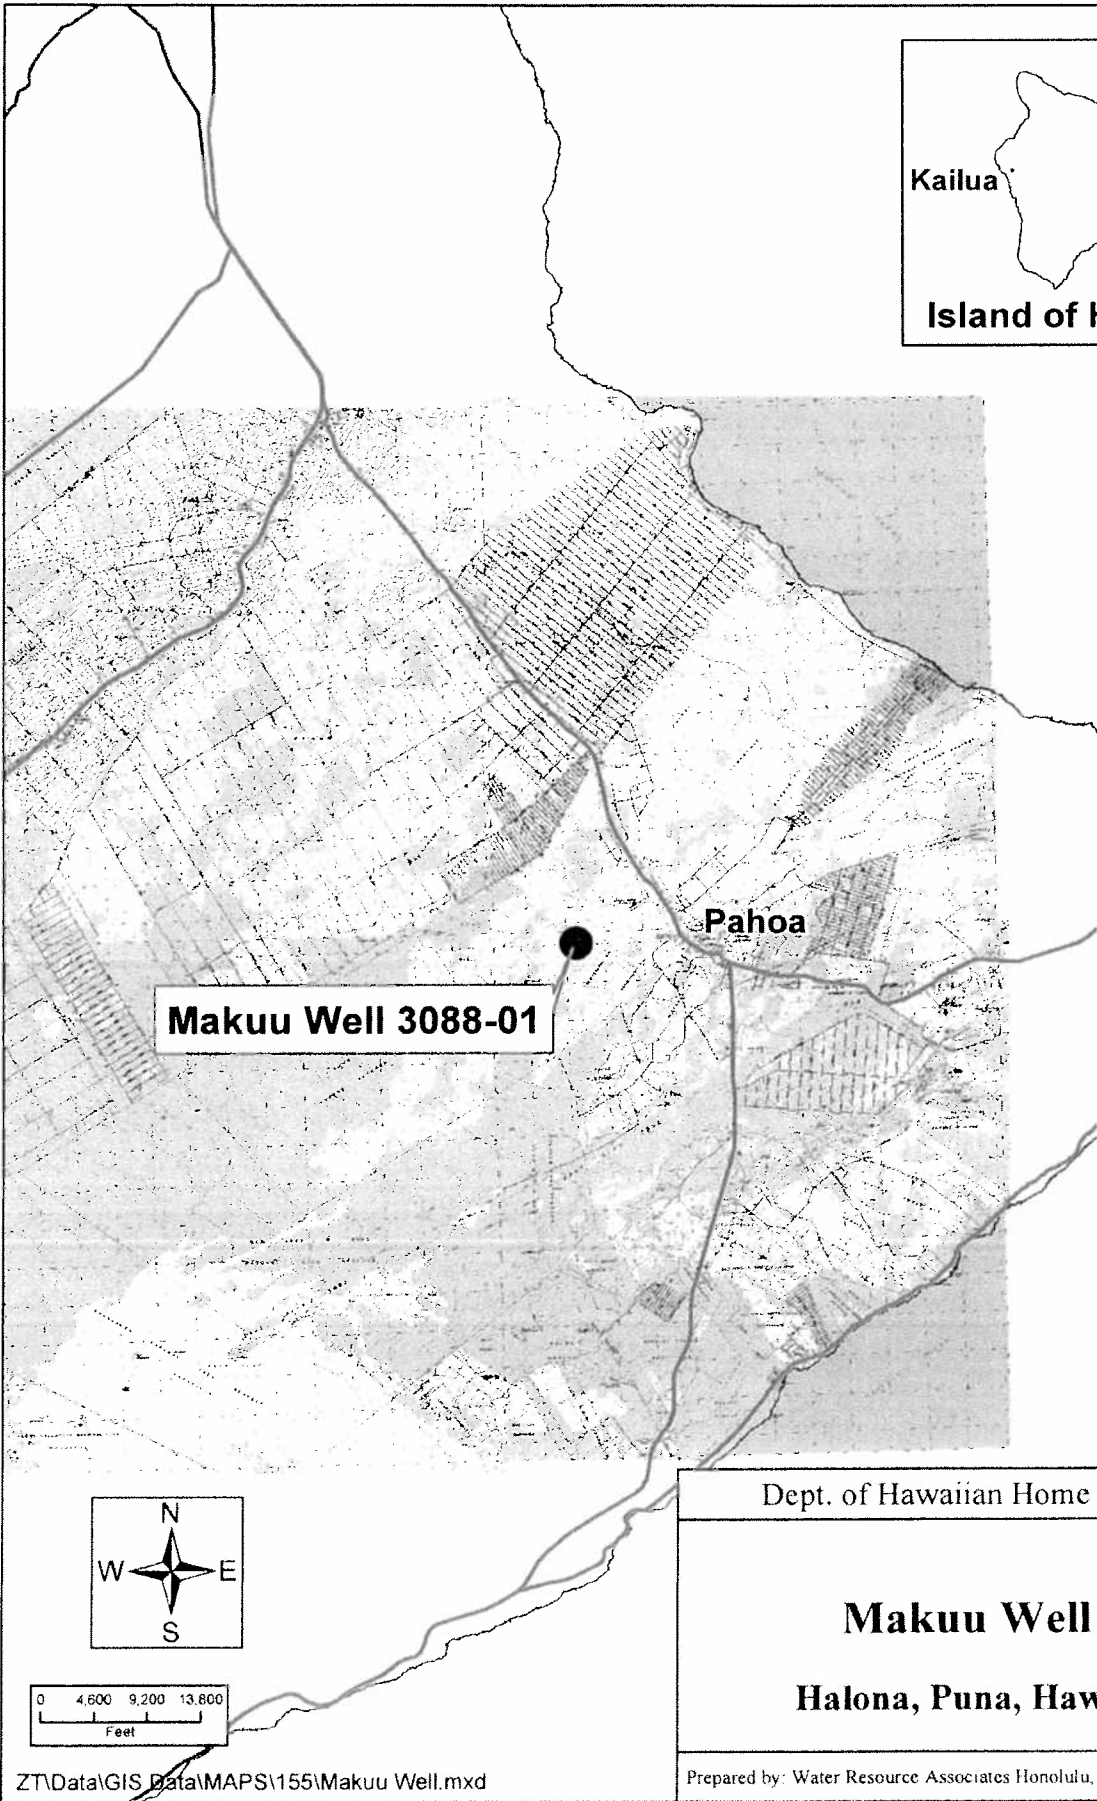 Kailua
Island of H
Pahoa
Makuu Well 3088-01
N
W E
S
0 4,600 9,200 13,800
Feet
ZT\Data\GIS Data\MAPS\155\Makuu Well.mxd
Dept. of Hawaiian Home
Makuu Well
Halona, Puna, Haw
Prepared by: Water Resource Associates Honolulu,